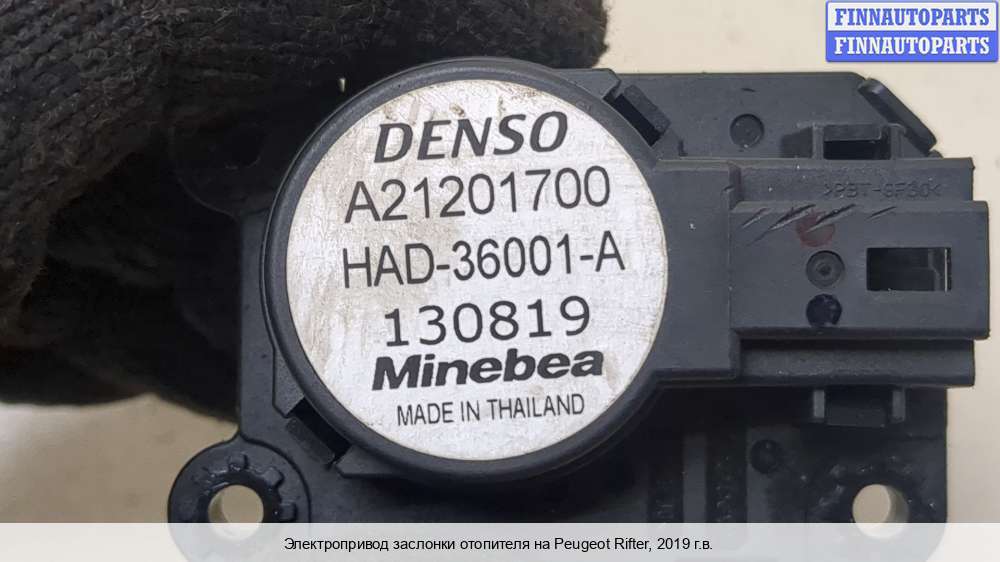 FINNAUTOPARTS
FINNAUTOPARTS
DENSO
A21201700
HAD-36001-A
130819
Minebea
MADE IN THAILAND
>PBT-GF30<
Электропривод заслонки отопителя на Peugeot Rifter, 2019 г.в.